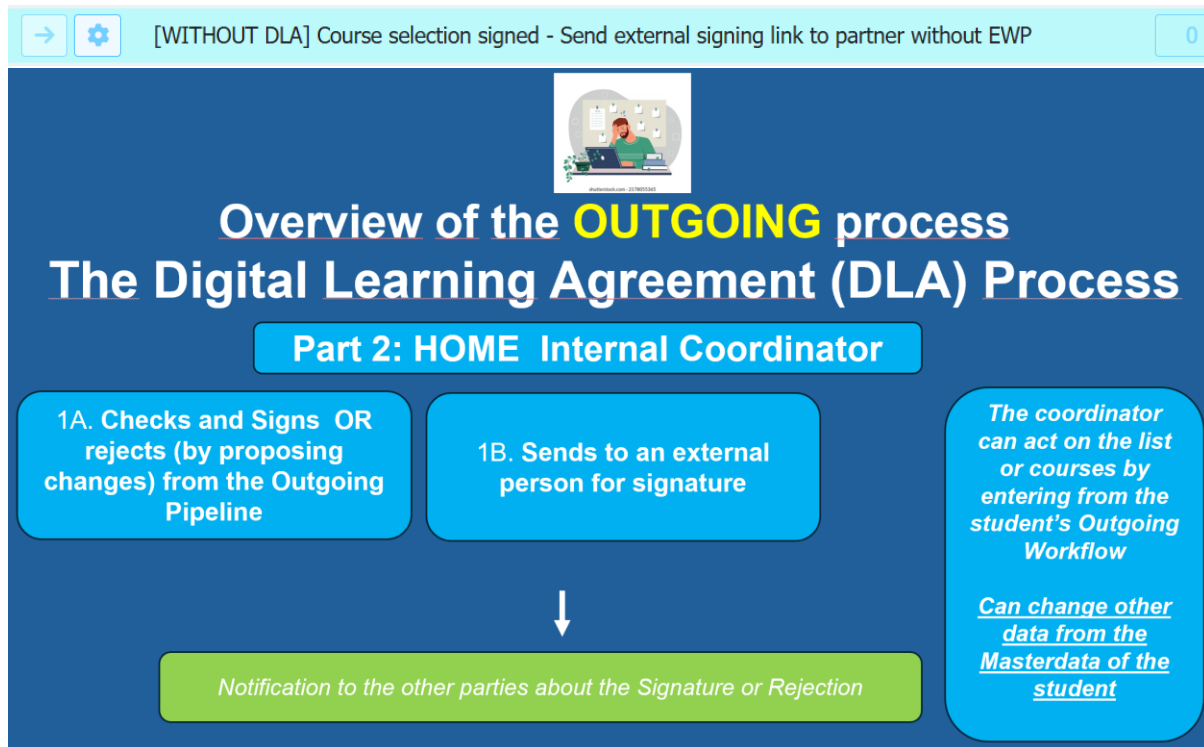 [WITHOUT DLA] Course selection signed - Send external signing link to partner without EWP
0
shutterstock.com · 2178055365
Overview of the OUTGOING process
The Digital Learning Agreement (DLA) Process
Part 2: HOME Internal Coordinator
1A. Checks and Signs OR
rejects (by proposing
changes) from the Outgoing
Pipeline
1B. Sends to an external
person for signature
The coordinator
can act on the list
or courses by
entering from the
student's Outgoing
Workflow
Can change other
data from the
Masterdata of the
student
Notification to the other parties about the Signature or Rejection